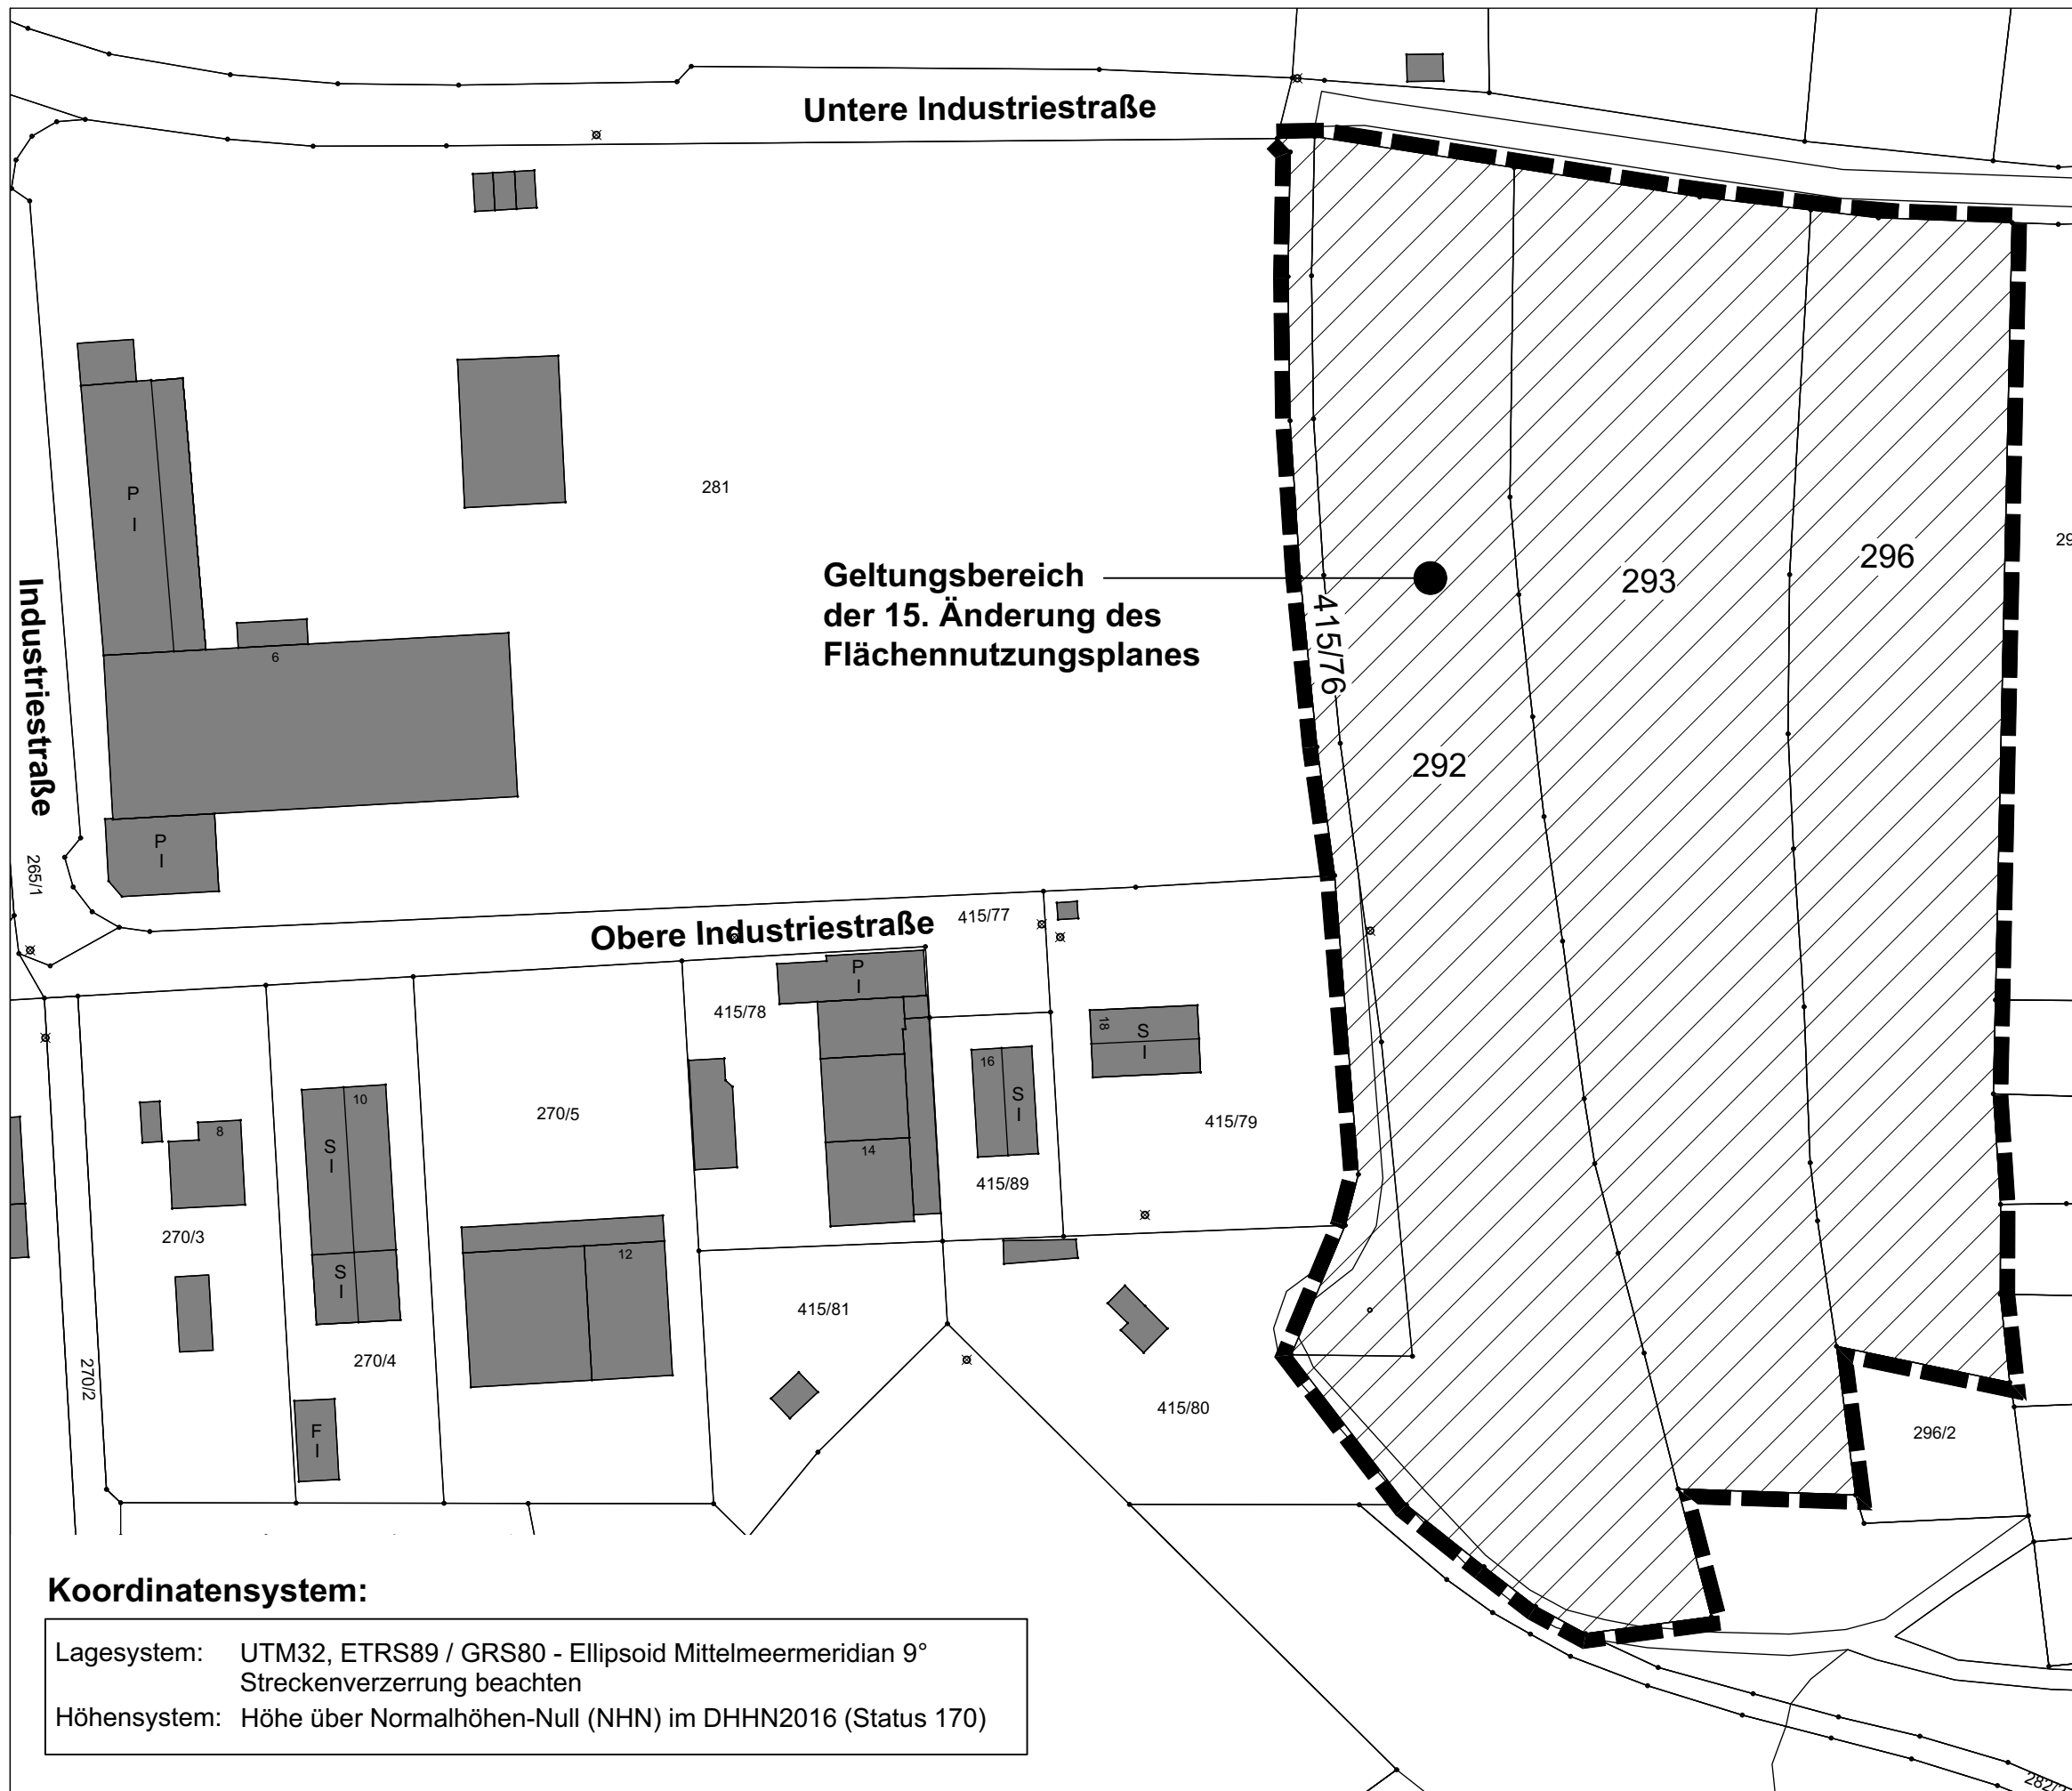 Untere Industriestraße
281
Geltungsbereich
der 15. Änderung des
Flächennutzungsplanes
293
296
415/76
292
P
I
6
P
I
Industriestraße
265/1
Obere Industriestraße
415/77
415/78
P
I
14
16
S
I
415/89
18
S
I
415/79
8
270/3
10
S
I
S
I
270/4
F
I
270/2
270/5
12
415/81
415/80
296/2
Koordinatensystem:
Lagesystem: UTM32, ETRS89 / GRS80 - Ellipsoid Mittelmeermeridian 9°
Streckenverzerrung beachten
Höhensystem: Höhe über Normalhöhen-Null (NHN) im DHHN2016 (Status 170)